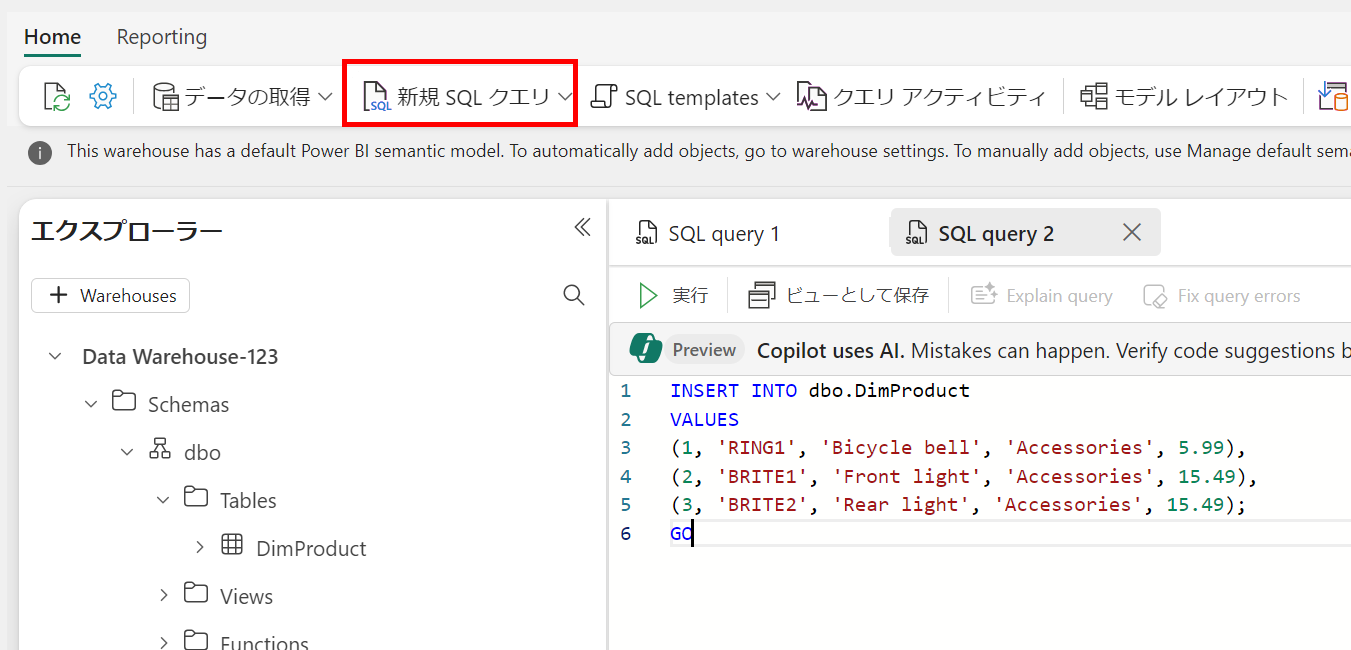 Home Reporting
データの取得 SQL 新規 SQL クエリ SQL templates クエリ アクティビティ モデル レイアウト
This warehouse has a default Power BI semantic model. To automatically add objects, go to warehouse settings. To manually add objects, use Manage default sema
エクスプローラー
SQL SQL query 1 SQL SQL query 2
+ Warehouses
実行 ビューとして保存 Explain query Fix query errors
Data Warehouse-123
Preview Copilot uses AI. Mistakes can happen. Verify code suggestions b
Schemas
dbo
Tables
DimProduct
Views
Functions
1 INSERT INTO dbo.DimProduct
2 VALUES
3 (1, 'RING1', 'Bicycle bell', 'Accessories', 5.99),
4 (2, 'BRITE1', 'Front light', 'Accessories', 15.49),
5 (3, 'BRITE2', 'Rear light', 'Accessories', 15.49);
6 GO